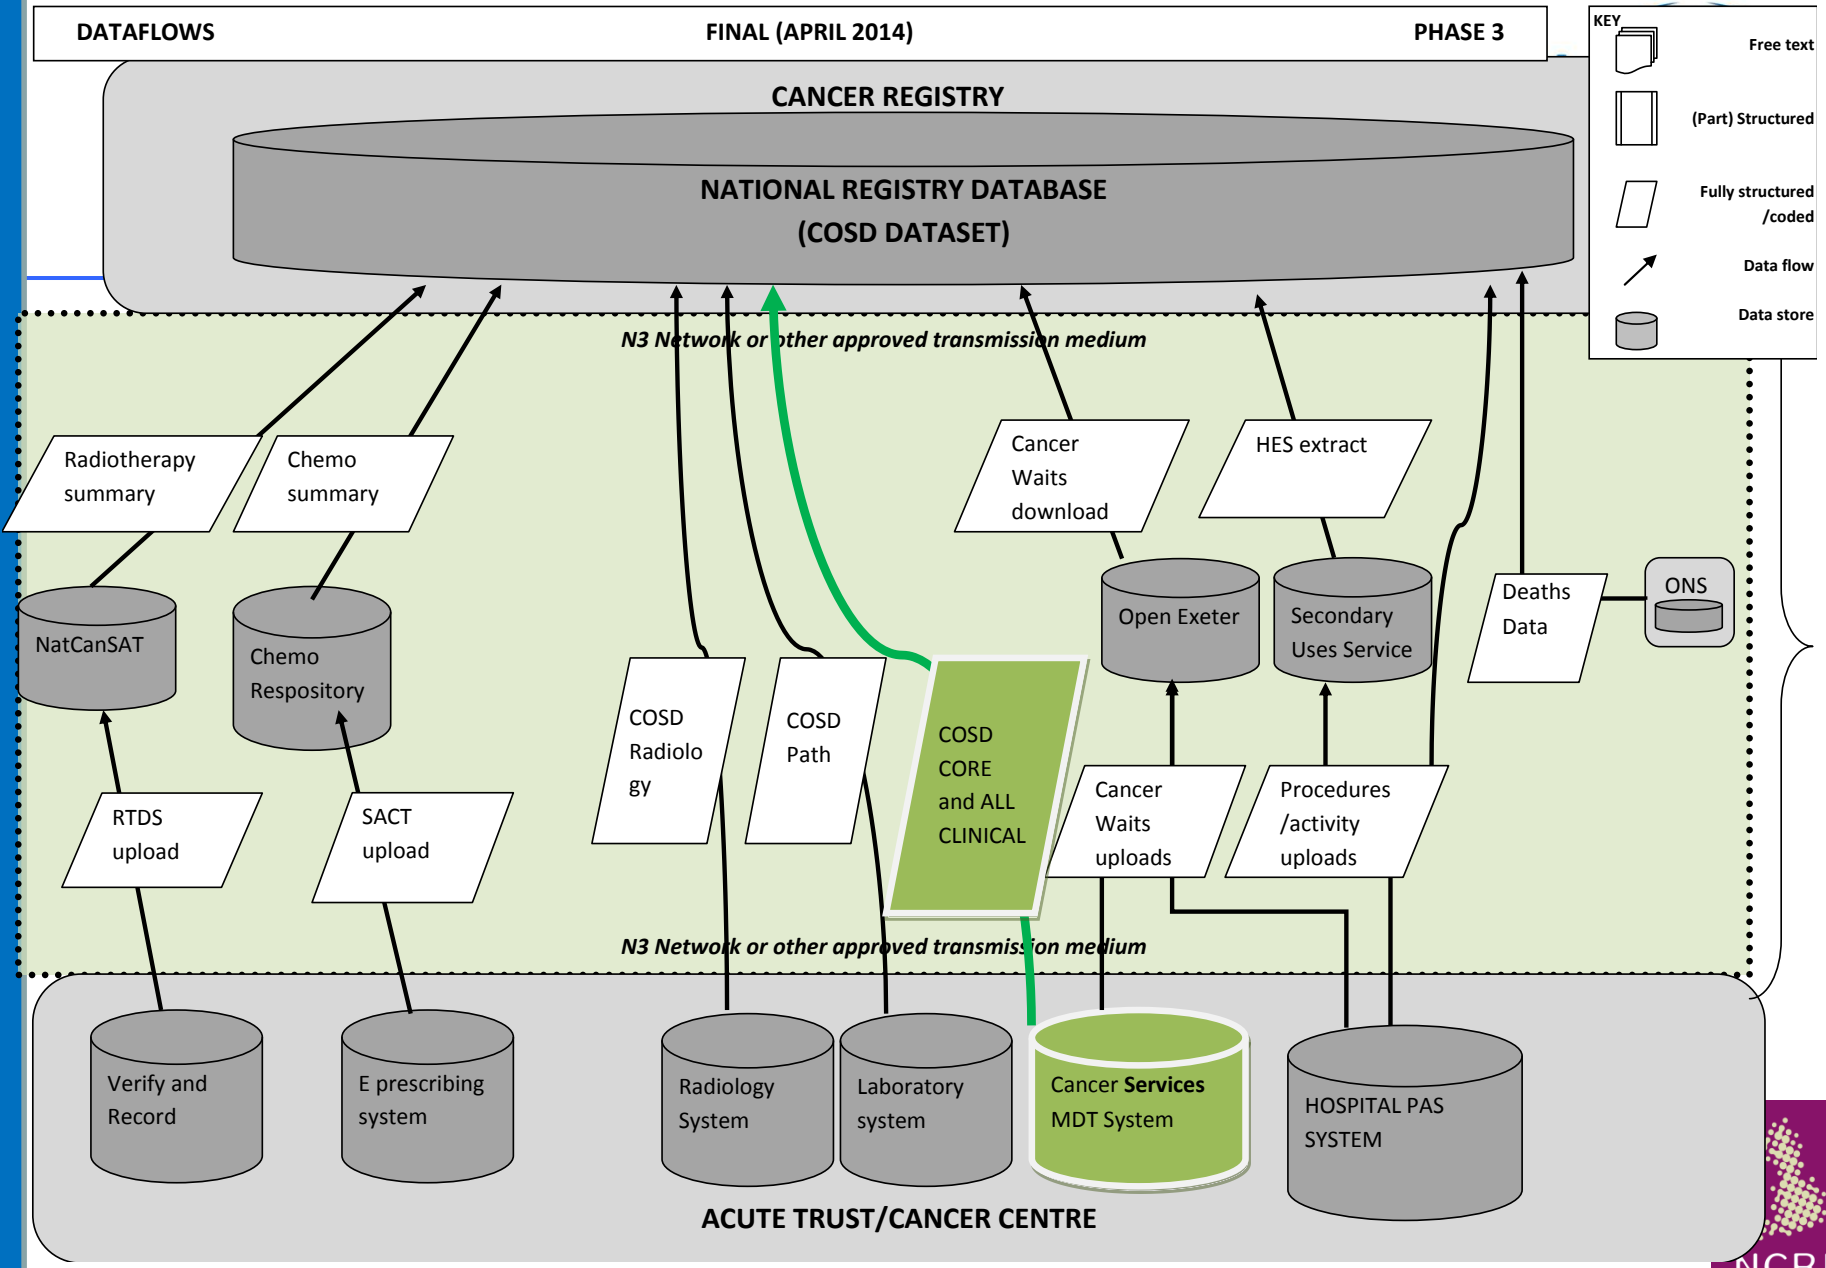 DATAFLOWS FINAL (APRIL 2014) PHASE 3
KEY
Free text
(Part) Structured
Fully structured
/coded
Data flow
Data store
CANCER REGISTRY
NATIONAL REGISTRY DATABASE
(COSD DATASET)
N3 Network or other approved transmission medium
Radiotherapy
summary
Chemo
summary
Cancer
Waits
download
HES extract
NatCanSAT
Chemo
Respository
Open Exeter
Secondary
Uses Service
Deaths
Data
ONS
COSD
Radiolo
gy
COSD
Path
COSD
CORE
and ALL
CLINICAL
RTDS
upload
SACT
upload
Cancer
Waits
uploads
Procedures
/activity
uploads
N3 Network or other approved transmission medium
Verify and
Record
E prescribing
system
Radiology
System
Laboratory
system
Cancer Services
MDT System
HOSPITAL PAS
SYSTEM
ACUTE TRUST/CANCER CENTRE
NCRI